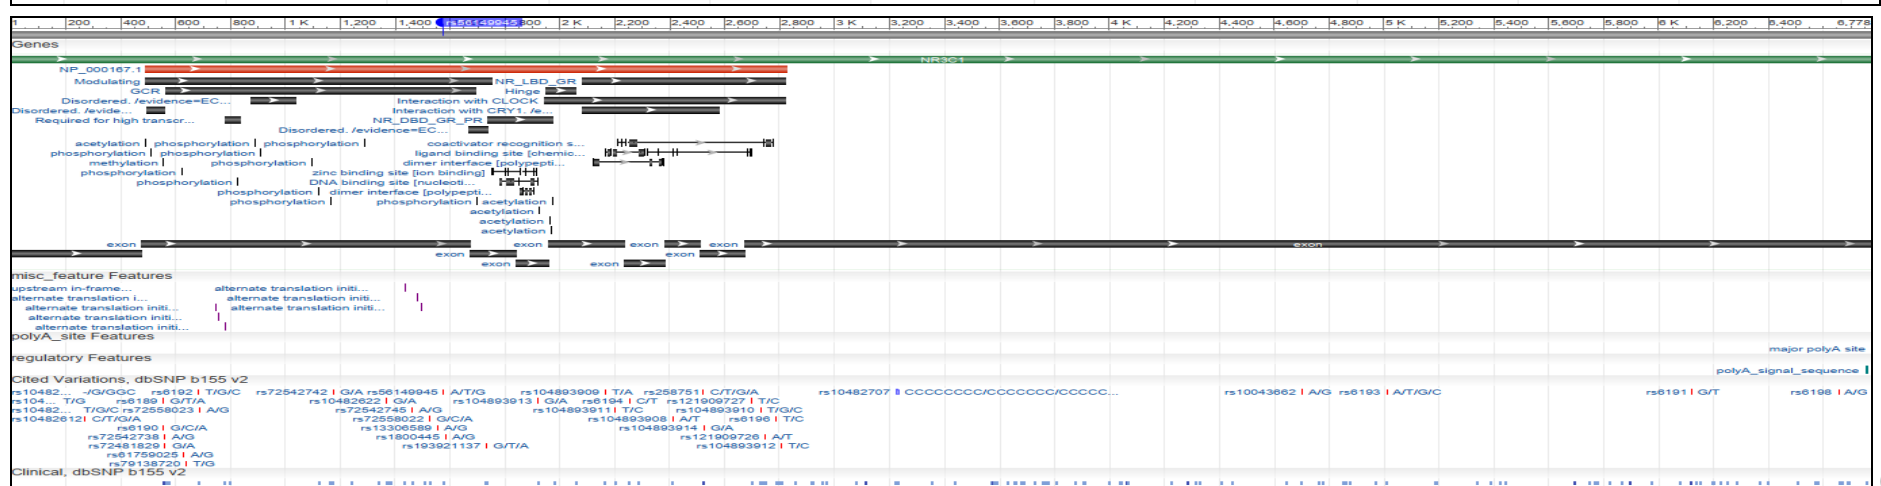 1 200 400 600 800 1 K 1,200 1,400 rs56149945 800 2 K 2,200 2,400 2,600 2,800 3 K 3,200 3,400 3,600 3,800 4 K 4,200 4,400 4,600 4,800 5 K 5,200 5,400 5,600 5,800 6 K 6,200 6,400 6,778
Genes
NR3C1
NP_000167.1
Modulating NR_LBD_GR
GCR Hinge
Disordered. /evidence=EC... Interaction with CLOCK
Disordered. /evide... Interaction with CRY1. /e...
Required for high transcr... NR_DBD_GR_PR
Disordered. /evidence=EC...
acetylation phosphorylation phosphorylation coactivator recognition s...
phosphorylation phosphorylation ligand binding site [chemic...
methylation phosphorylation dimer interface [polypepti...
phosphorylation zinc binding site [ion binding]
phosphorylation DNA binding site [nucleoti...
phosphorylation dimer interface [polypepti...
phosphorylation phosphorylation acetylation
acetylation
acetylation
acetylation
exon exon exon exon exon
exon exon
exon exon
misc_feature Features
upstream in-frame... alternate translation initi...
alternate translation i... alternate translation initi...
alternate translation initi... alternate translation initi...
alternate translation initi...
alternate translation initi...
polyA_site Features
major polyA site
regulatory Features
polyA_signal_sequence
Cited Variations, dbSNP b155 v2
rs10482... -/G/GGC rs6192 T/G/C rs72542742 G/A rs56149945 A/T/G rs104893909 T/A rs258751 C/T/G/A rs10482707 CCCCCCCC/CCCCCCC/CCCCC... rs10043662 A/G rs6193 A/T/G/C rs6191 G/T rs6198 A/G
rs104... T/G rs6189 G/T/A rs10482622 G/A rs104893913 G/A rs6194 C/T rs121909727 T/C
rs10482... T/G/C rs72558023 A/G rs72542745 A/G rs104893911 T/C rs104893910 T/G/C
rs10482612 C/T/G/A rs72558022 G/C/A rs104893908 A/T rs6196 T/C
rs6190 G/C/A rs13306589 A/G rs104893914 G/A
rs72542738 A/G rs1800445 A/G rs121909726 A/T
rs72481829 G/A rs193921137 G/T/A rs104893912 T/C
rs61759025 A/G
rs79138720 T/G
Clinical, dbSNP b155 v2